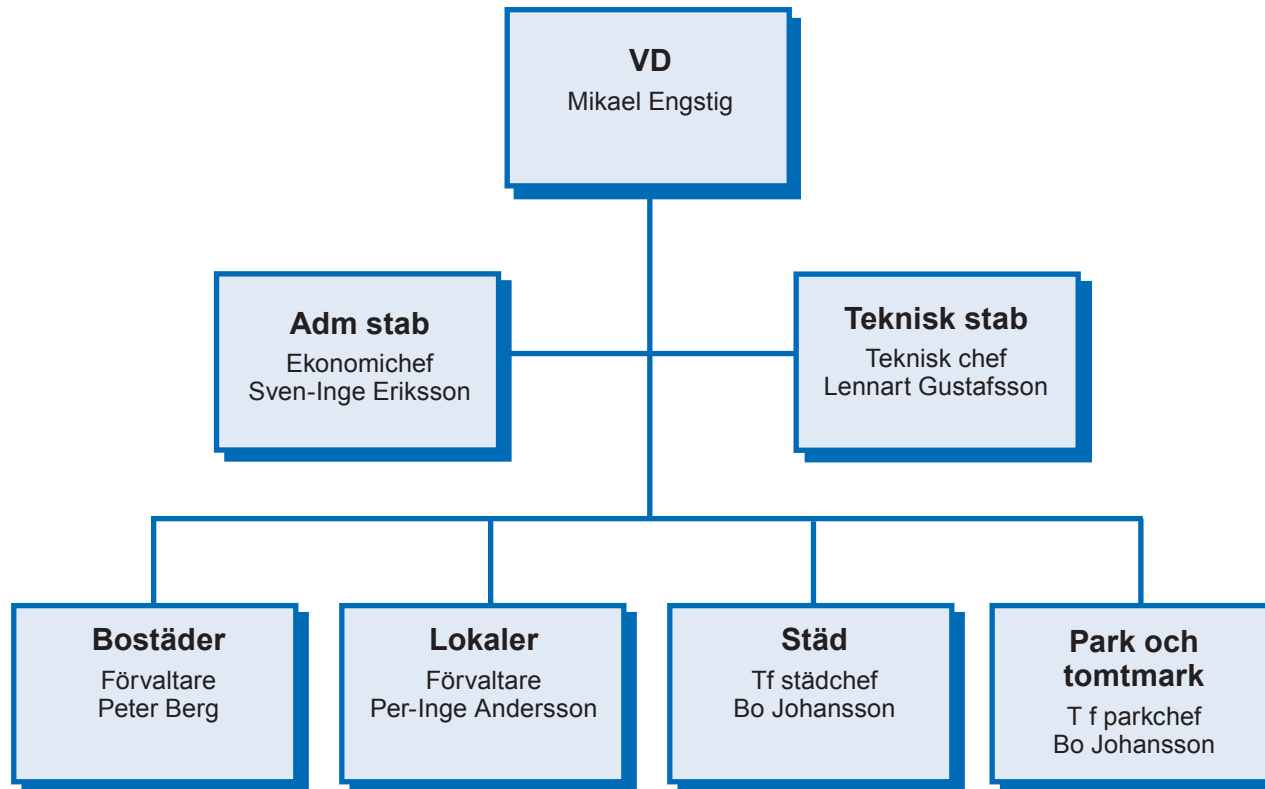 VD
Mikael Engstig
Adm stab
Ekonomichef
Sven-Inge Eriksson
Teknisk stab
Teknisk chef
Lennart Gustafsson
Bostäder
Förvaltare
Peter Berg
Lokaler
Förvaltare
Per-Inge Andersson
Städ
Tf städchef
Bo Johansson
Park och
tomtmark
T f parkchef
Bo Johansson